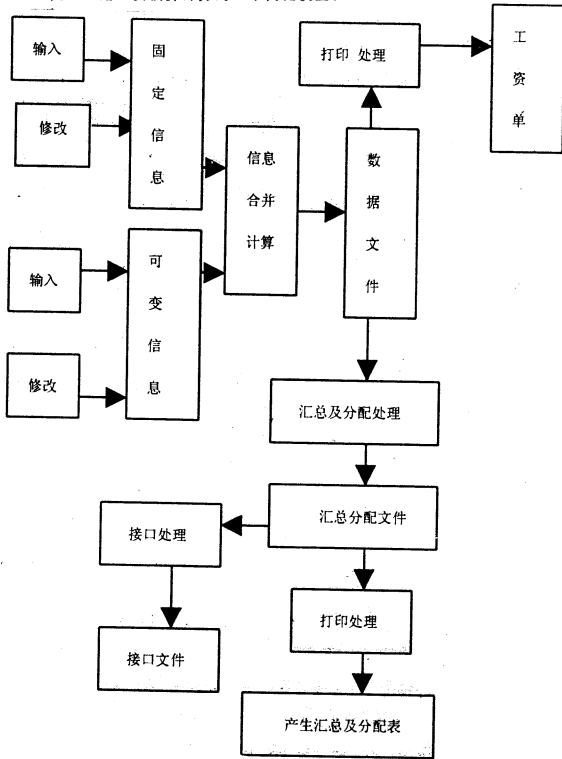 输入
固定信息
打印 处理
工资单
修改
信息
合并
计算
数据文件
输入
可变信息
修改
汇总及分配处理
汇总分配文件
接口处理
打印处理
接口文件
产生汇总及分配表